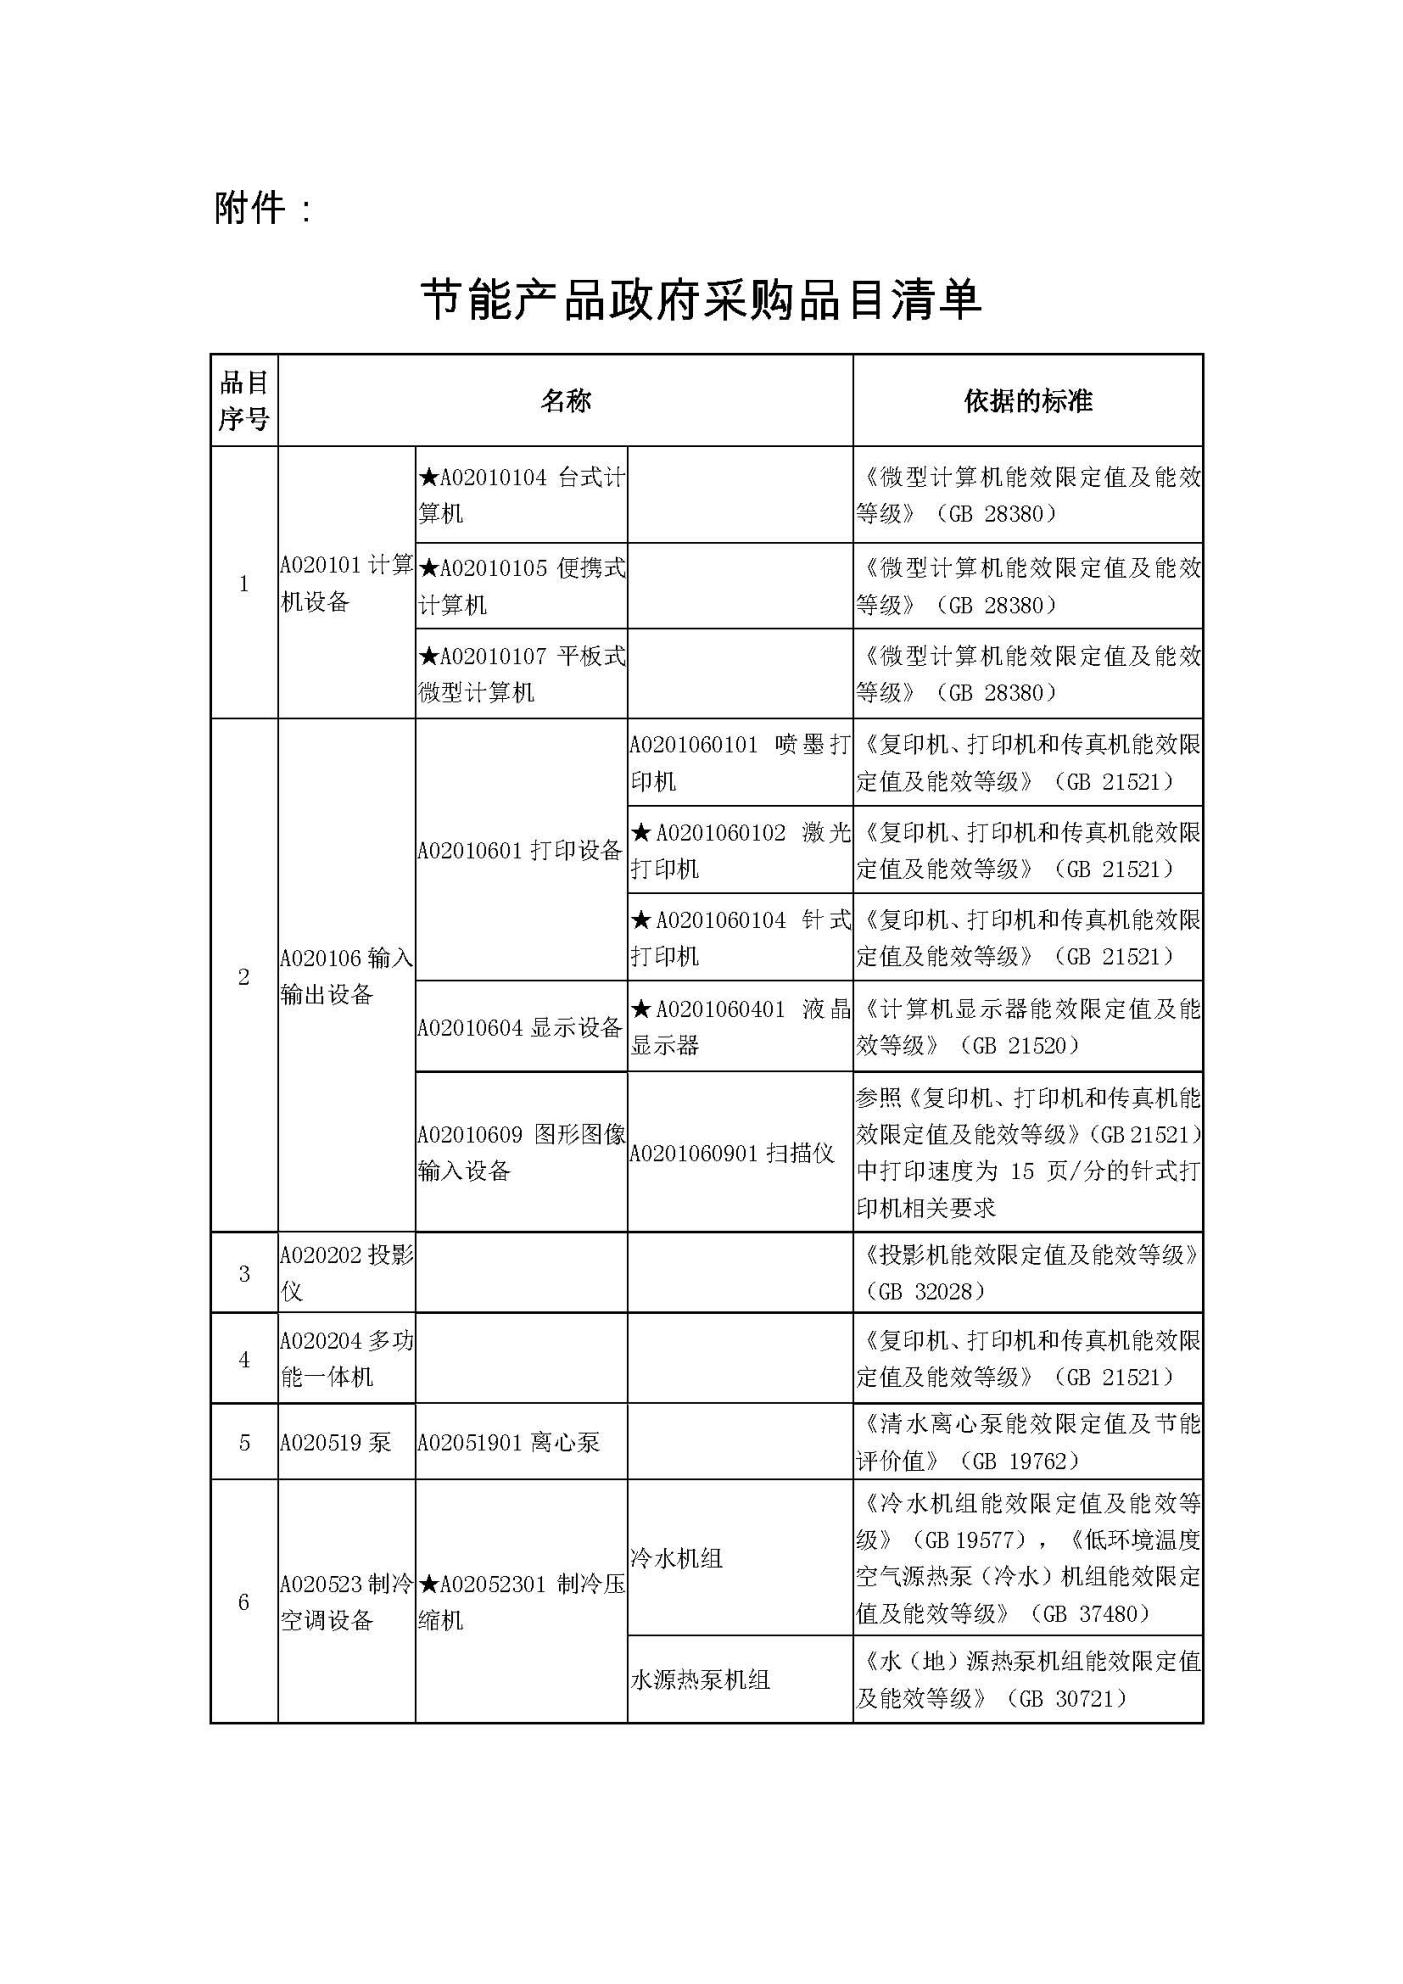 附件：
节能产品政府采购品目清单
品目
序号
名称
依据的标准
1
A020101 计算
机设备
★A02010104 台式计
算机
《微型计算机能效限定值及能效
等级》（GB 28380）
★A02010105 便携式
计算机
《微型计算机能效限定值及能效
等级》（GB 28380）
★A02010107 平板式
微型计算机
《微型计算机能效限定值及能效
等级》（GB 28380）
2
A020106 输入
输出设备
A02010601 打印设备
A0201060101 喷墨打
印机
《复印机、打印机和传真机能效限
定值及能效等级》（GB 21521）
★A0201060102 激光
打印机
《复印机、打印机和传真机能效限
定值及能效等级》（GB 21521）
★A0201060104 针式
打印机
《复印机、打印机和传真机能效限
定值及能效等级》（GB 21521）
A02010604 显示设备
★A0201060401 液晶
显示器
《计算机显示器能效限定值及能
效等级》（GB 21520）
A02010609 图形图像
输入设备
A0201060901 扫描仪
参照《复印机、打印机和传真机能
效限定值及能效等级》（GB 21521）
中打印速度为 15 页/分的针式打
印机相关要求
3
A020202 投影
仪
《投影机能效限定值及能效等级》
（GB 32028）
4
A020204 多功
能一体机
《复印机、打印机和传真机能效限
定值及能效等级》（GB 21521）
5
A020519 泵
A02051901 离心泵
《清水离心泵能效限定值及节能
评价值》（GB 19762）
6
A020523 制冷
空调设备
★A02052301 制冷压
缩机
冷水机组
《冷水机组能效限定值及能效等
级》（GB 19577），《低环境温度
空气源热泵（冷水）机组能效限定
值及能效等级》（GB 37480）
水源热泵机组
《水（地）源热泵机组能效限定值
及能效等级》（GB 30721）